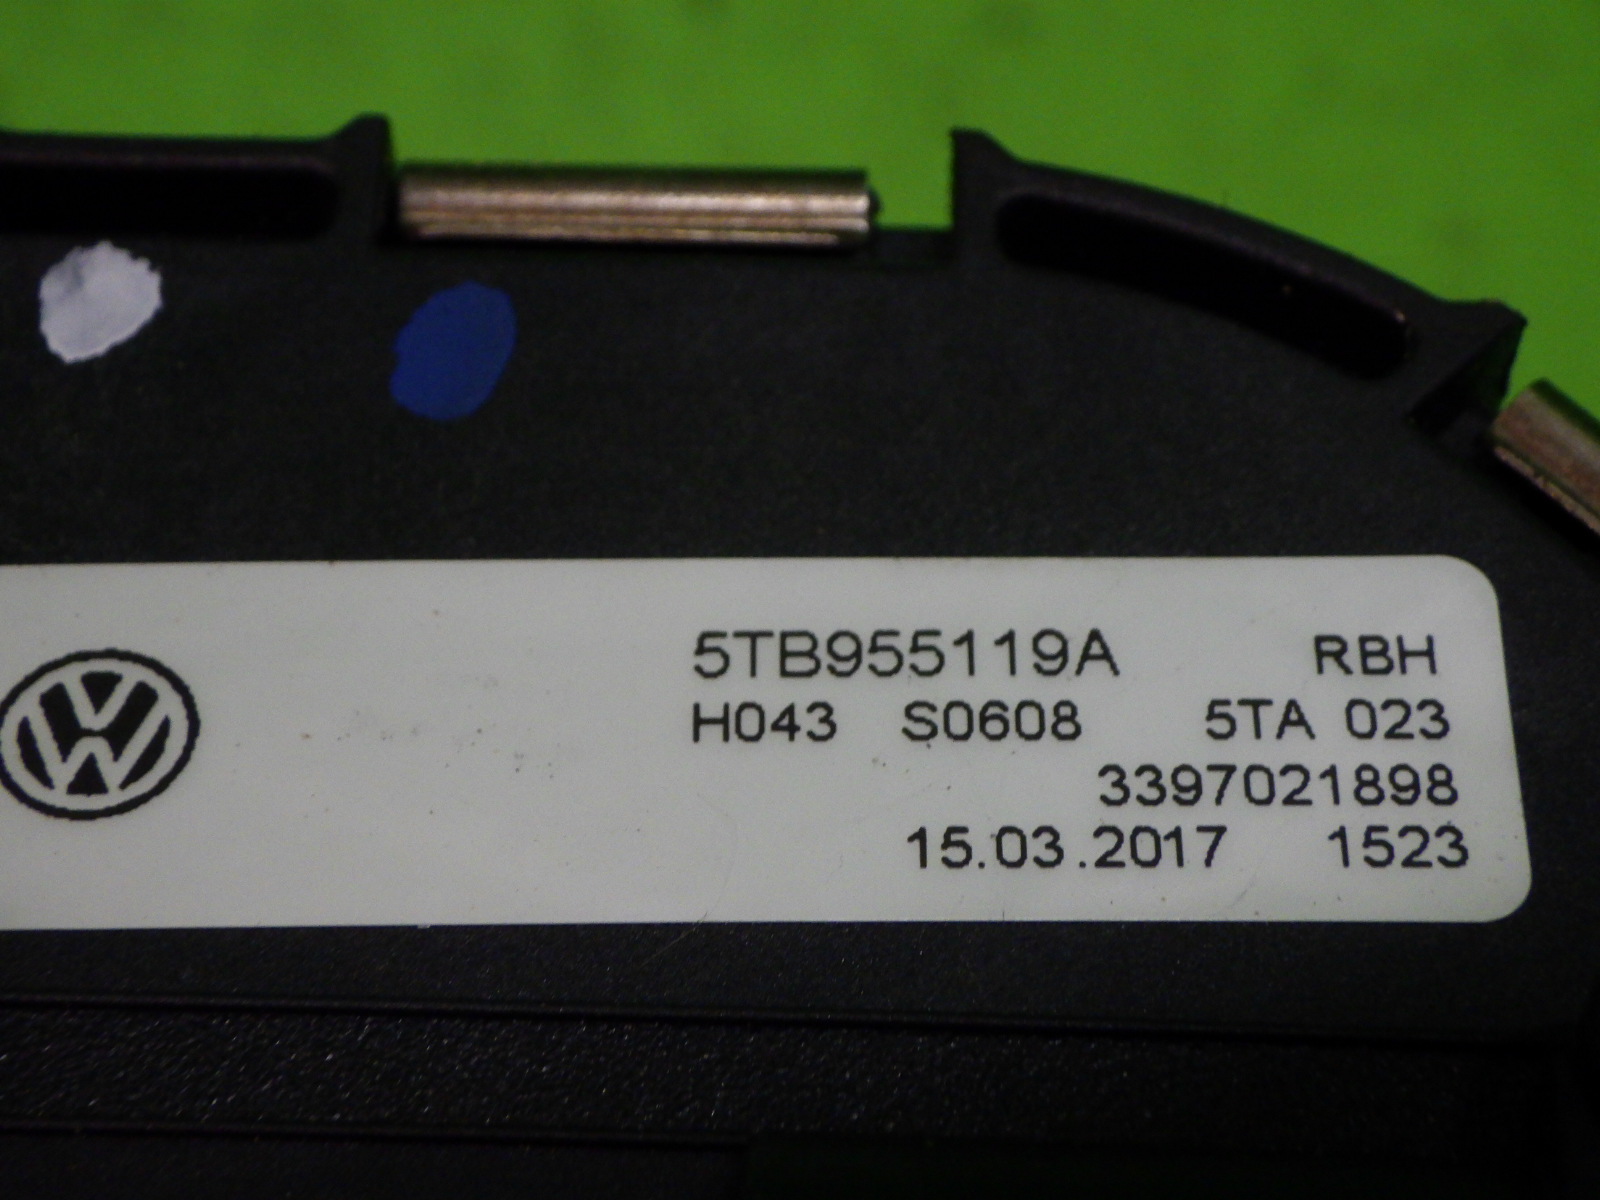 5TB955119A RBH
H043 S0608 5TA 023
3397021898
15.03.2017 1523